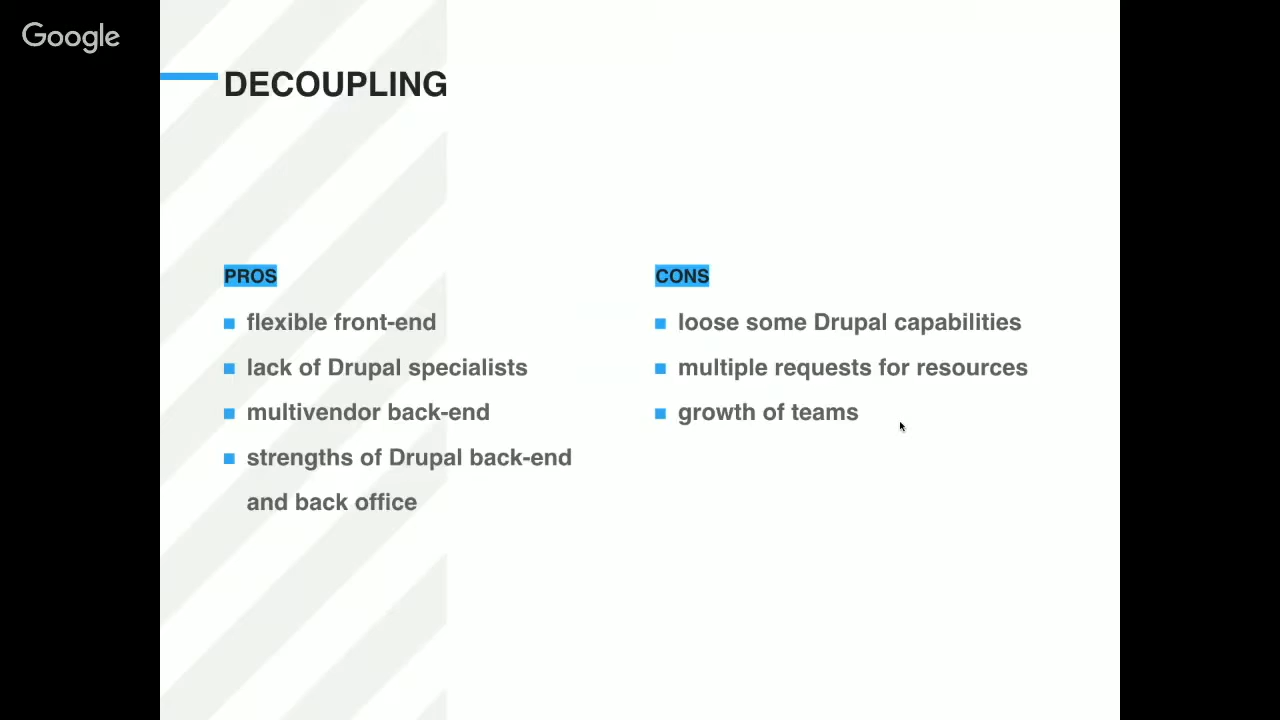 Google
DECOUPLING
PROS
flexible front-end
lack of Drupal specialists
multivendor back-end
strengths of Drupal back-end
and back office
CONS
loose some Drupal capabilities
multiple requests for resources
growth of teams